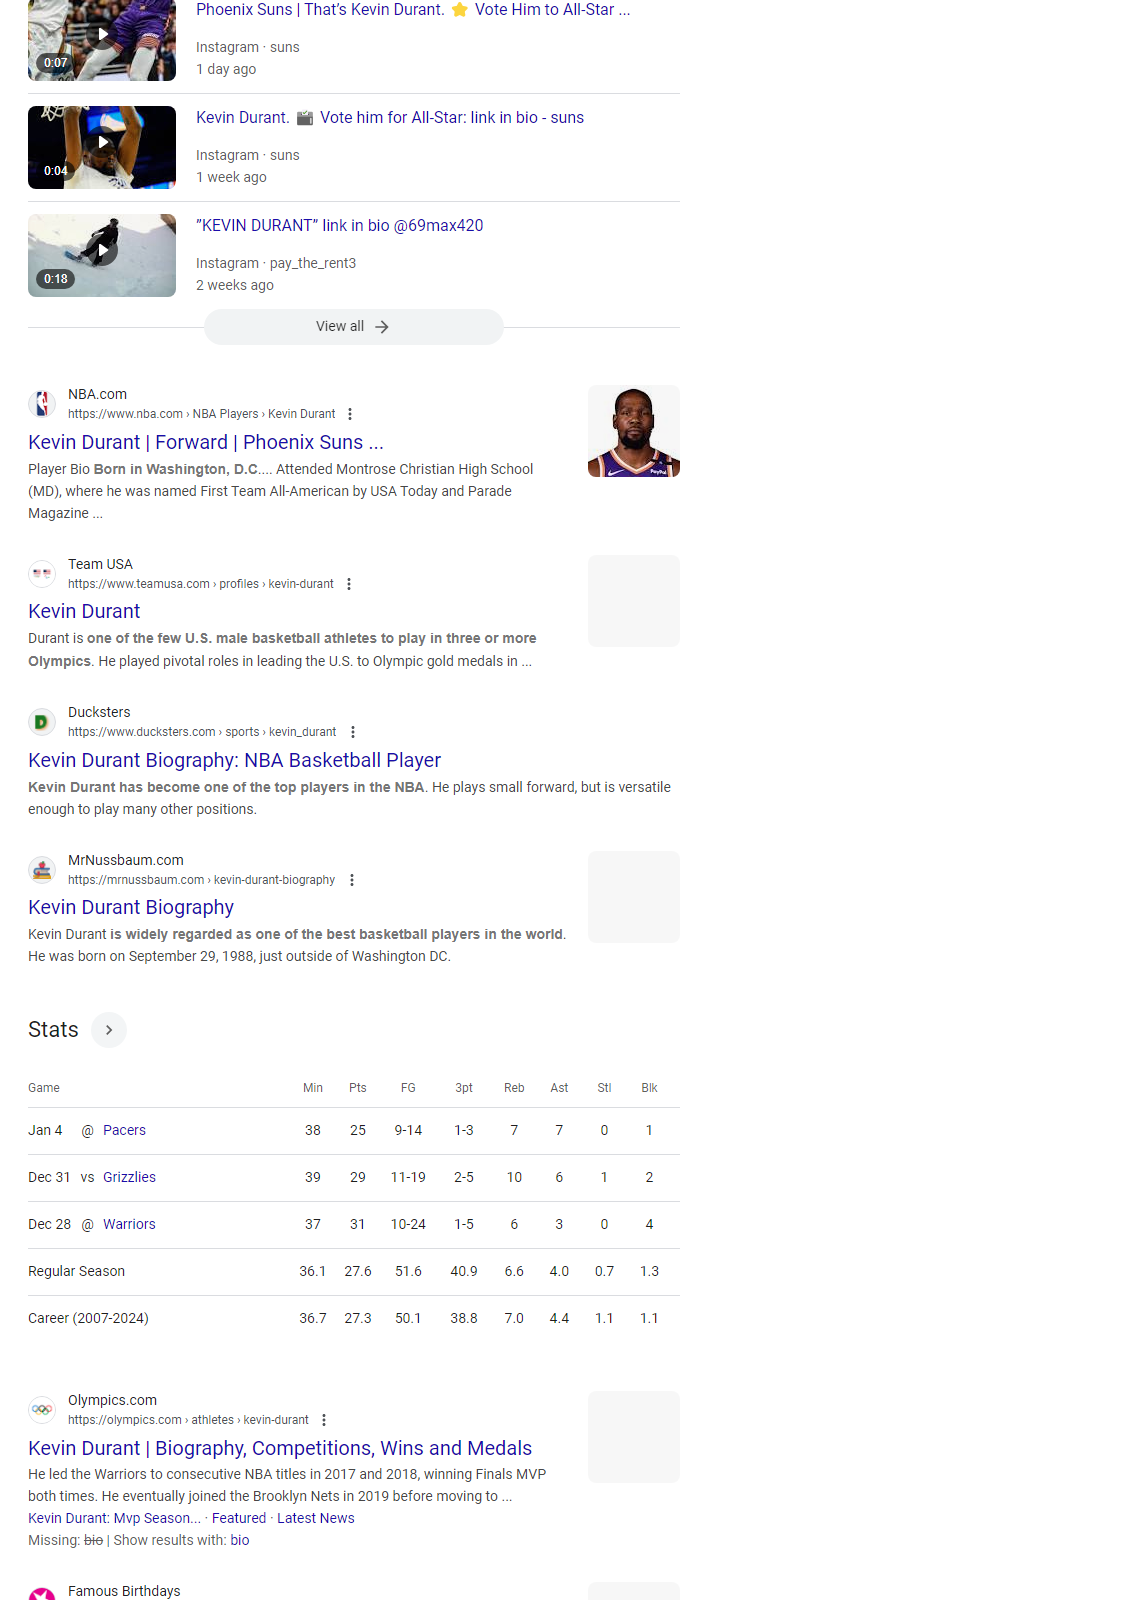 Phoenix Suns | That’s Kevin Durant. ⭐ Vote Him to All-Star ...
Instagram · suns
0:07
1 day ago
Kevin Durant. 📸 Vote him for All-Star: link in bio - suns
Instagram · suns
0:04
1 week ago
”KEVIN DURANT” link in bio @69max420
Instagram · pay_the_rent3
0:18
2 weeks ago
View all
NBA.com
https://www.nba.com › NBA Players › Kevin Durant
Kevin Durant | Forward | Phoenix Suns ...
Player Bio Born in Washington, D.C.... Attended Montrose Christian High School
(MD), where he was named First Team All-American by USA Today and Parade
Magazine ...
PayPal
Team USA
https://www.teamusa.com › profiles › kevin-durant
Kevin Durant
Durant is one of the few U.S. male basketball athletes to play in three or more
Olympics. He played pivotal roles in leading the U.S. to Olympic gold medals in ...
D
Ducksters
https://www.ducksters.com › sports › kevin_durant
Kevin Durant Biography: NBA Basketball Player
Kevin Durant has become one of the top players in the NBA. He plays small forward, but is versatile
enough to play many other positions.
MrNussbaum.com
https://mrnussbaum.com › kevin-durant-biography
Kevin Durant Biography
Kevin Durant is widely regarded as one of the best basketball players in the world.
He was born on September 29, 1988, just outside of Washington DC.
Stats
Game Min Pts FG 3pt Reb Ast Stl Blk
Jan 4 @ Pacers 38 25 9-14 1-3 7 7 0 1
Dec 31 vs Grizzlies 39 29 11-19 2-5 10 6 1 2
Dec 28 @ Warriors 37 31 10-24 1-5 6 3 0 4
Regular Season 36.1 27.6 51.6 40.9 6.6 4.0 0.7 1.3
Career (2007-2024) 36.7 27.3 50.1 38.8 7.0 4.4 1.1 1.1
Olympics.com
https://olympics.com › athletes › kevin-durant
Kevin Durant | Biography, Competitions, Wins and Medals
He led the Warriors to consecutive NBA titles in 2017 and 2018, winning Finals MVP
both times. He eventually joined the Brooklyn Nets in 2019 before moving to ...
Kevin Durant: Mvp Season... · Featured · Latest News
Missing: bio | Show results with: bio
Famous Birthdays